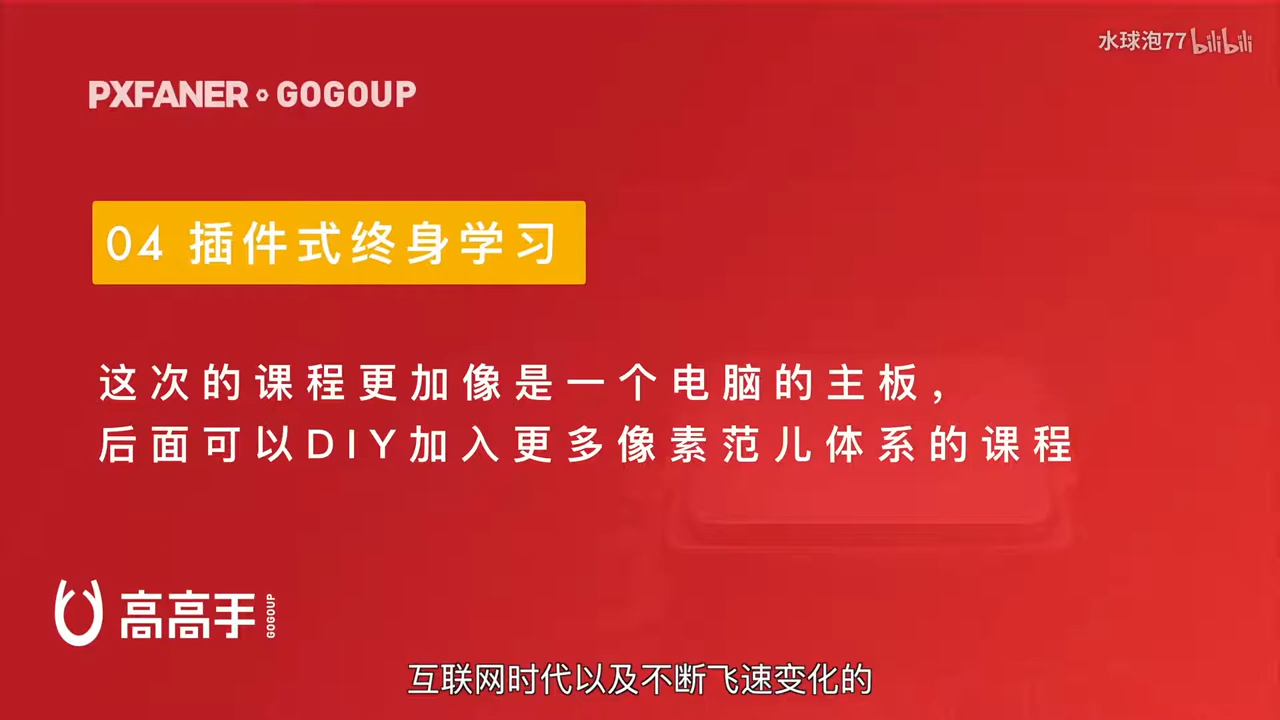 水球泡77 bilibili
PXFANER GOGOUP
04 插件式终身学习
这次的课程更加像是一个电脑的主板，
后面可以DIY加入更多像素范儿体系的课程
高高手 GOGOUP
互联网时代以及不断飞速变化的